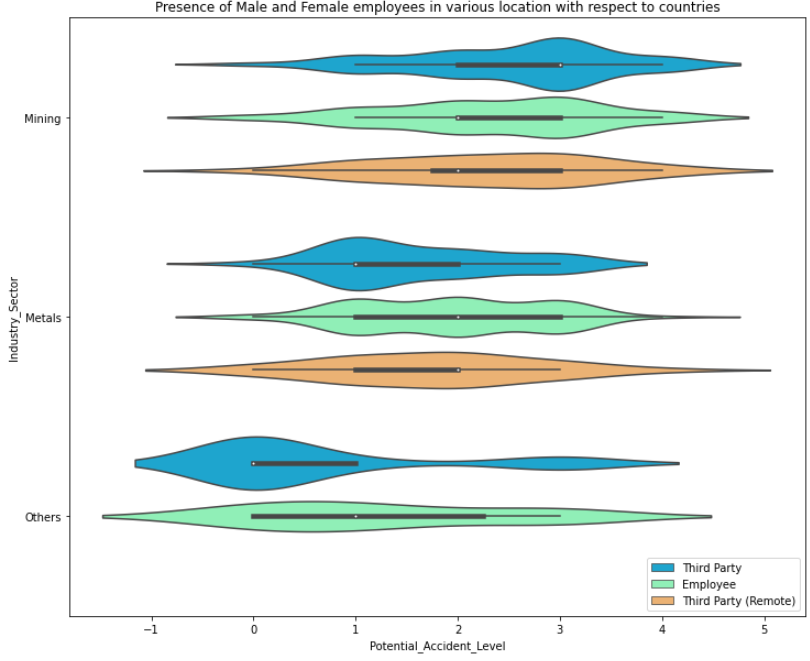 Presence of Male and Female employees in various location with respect to countries
Industry_Sector
Mining
Metals
Others
Third Party
Employee
Third Party (Remote)
−1
0
1
2
3
4
5
Potential_Accident_Level